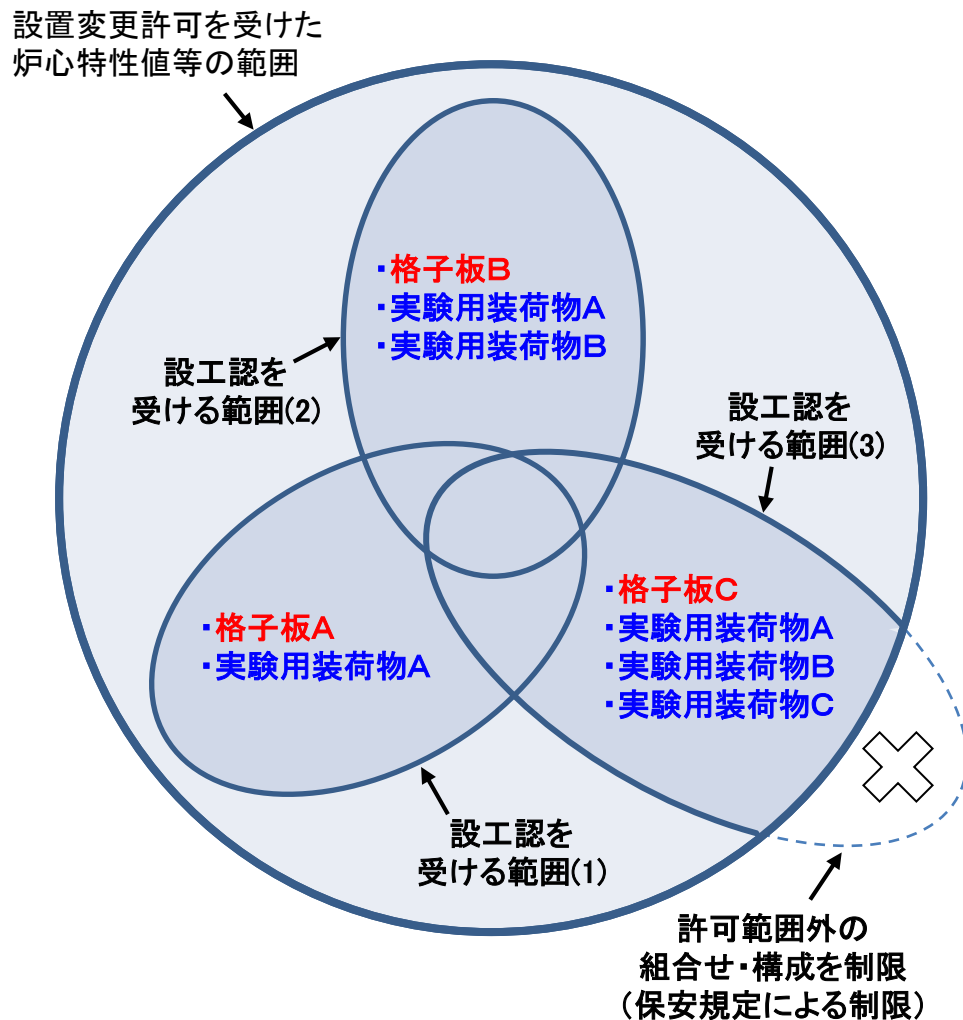 設置変更許可を受けた
炉心特性値等の範囲
・格子板B
・実験用装荷物A
・実験用装荷物B
設工認を
受ける範囲(2)
設工認を
受ける範囲(3)
・格子板C
・実験用装荷物A
・実験用装荷物B
・実験用装荷物C
・格子板A
・実験用装荷物A
設工認を
受ける範囲(1)
許可範囲外の
組合せ・構成を制限
（保安規定による制限）